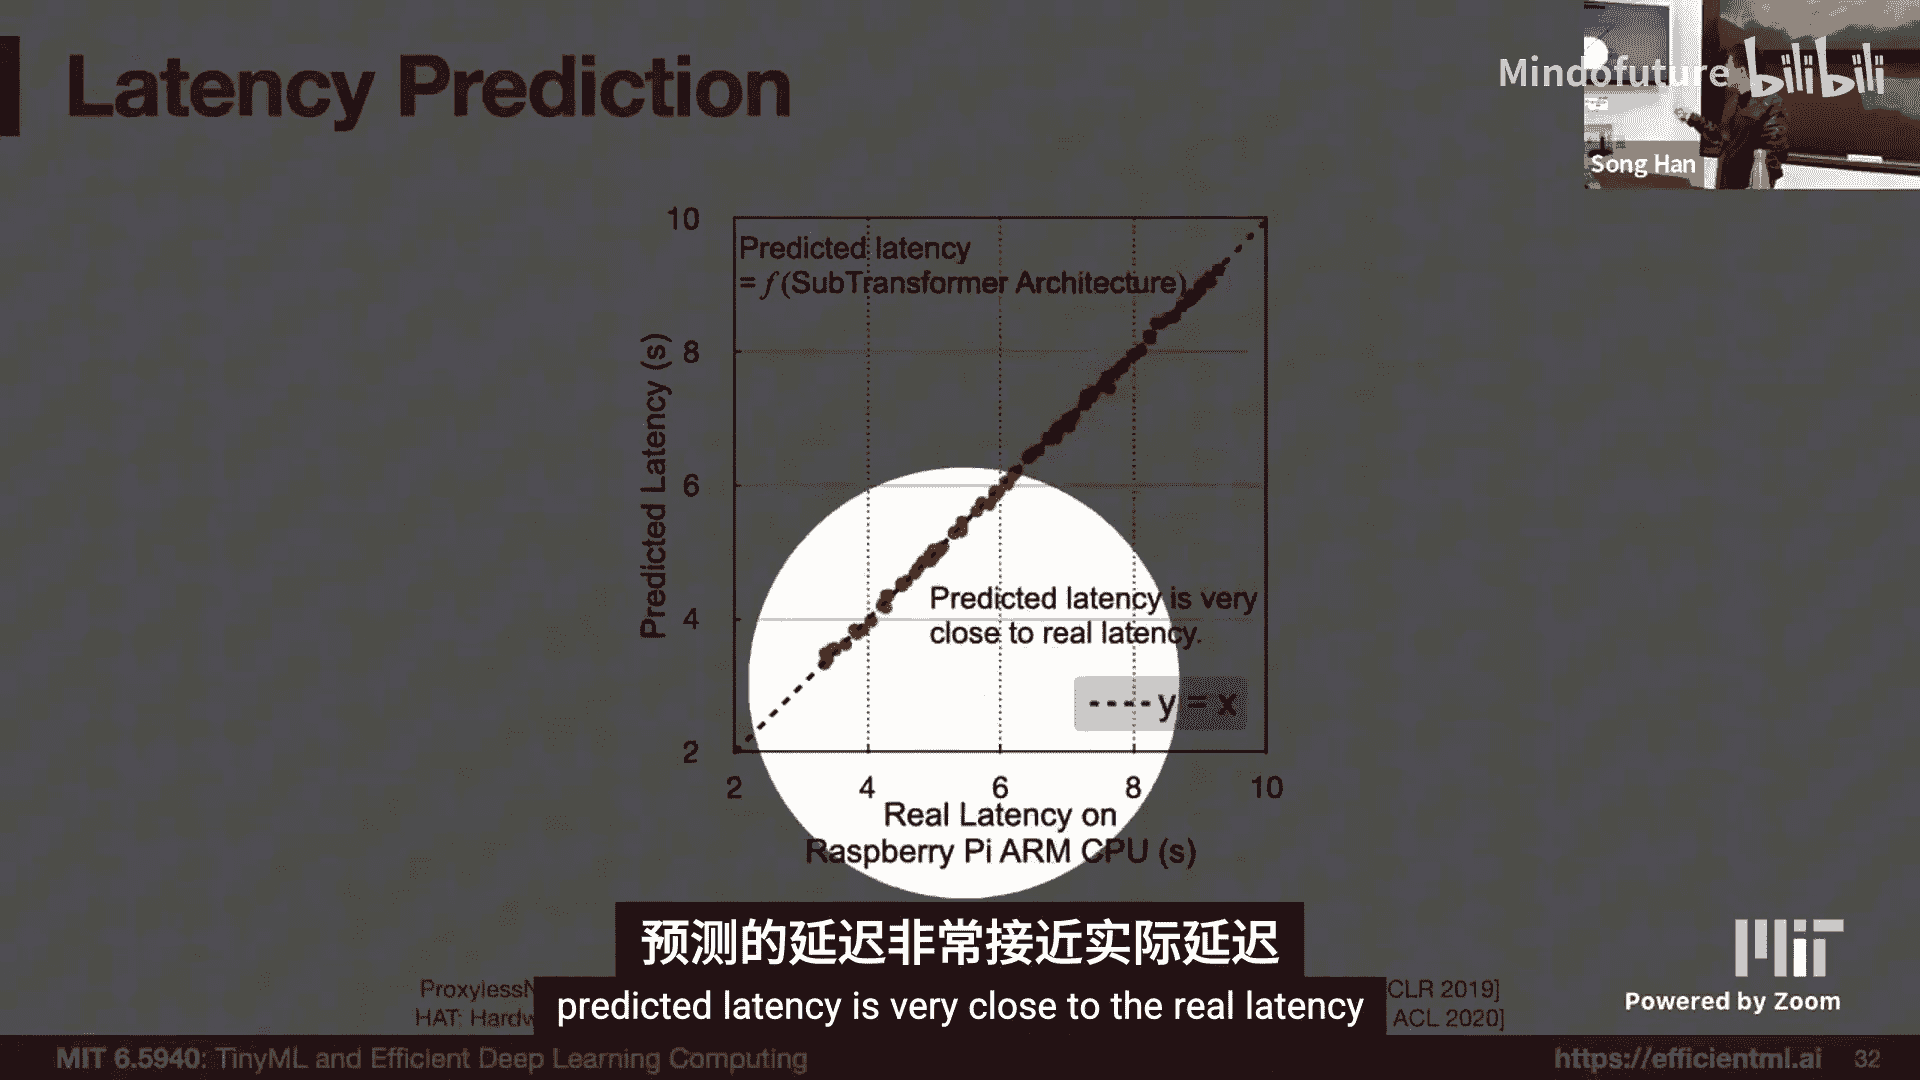 Latency Prediction
Mindofuture bilibili
Song Han
10
Predicted latency
= f (SubTransformer Architecture)
8
Predicted Latency (s)
6
Predicted latency is very
close to real latency.
4
y = x
2
2 4 6 8 10
Real Latency on
Raspberry Pi ARM CPU (s)
预测的延迟非常接近实际延迟
predicted latency is very close to the real latency
CLR 2019]
HAT: ACL 2020]
MIT
Powered by Zoom
MIT 6.5940: TinyML and Efficient Deep Learning Computing
https://efficientml.ai 32